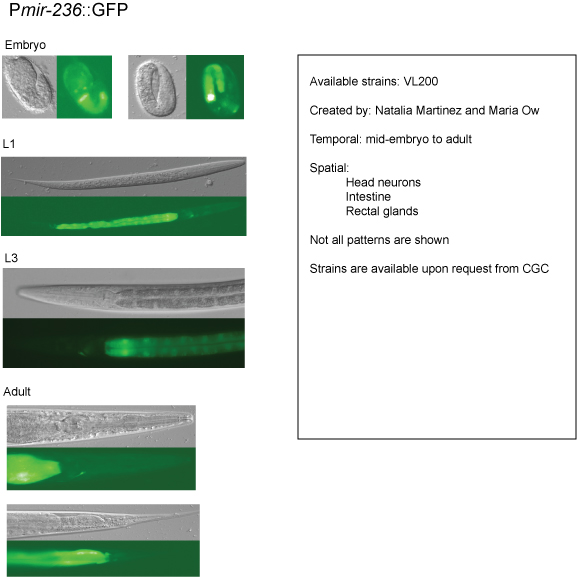 Pmir-236::GFP
Embryo
L1
L3
Adult
Available strains: VL200
Created by: Natalia Martinez and Maria Ow
Temporal: mid-embryo to adult
Spatial:
Head neurons
Intestine
Rectal glands
Not all patterns are shown
Strains are available upon request from CGC